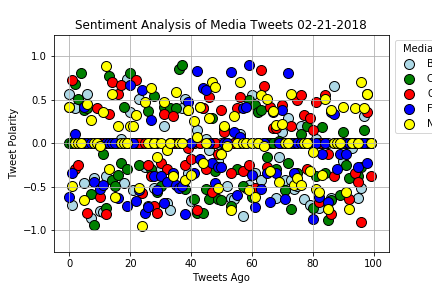 Sentiment Analysis of Media Tweets 02-21-2018
Media
B
C
C
F
N
Tweet Polarity
1.0
0.5
0.0
−0.5
−1.0
0
20
40
60
80
100
Tweets Ago